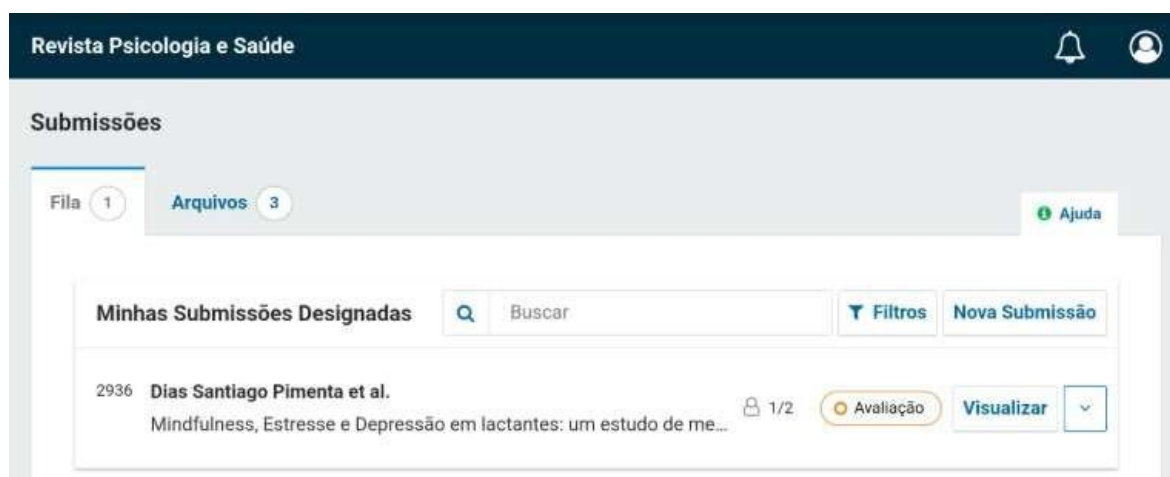 Revista Psicologia e Saúde
Submissões
Fila 1 Arquivos 3
Ajuda
Minhas Submissões Designadas Buscar Filtros Nova Submissão
2936 Dias Santiago Pimenta et al.
1/2 Avaliação Visualizar
Mindfulness, Estresse e Depressão em lactantes: um estudo de me...